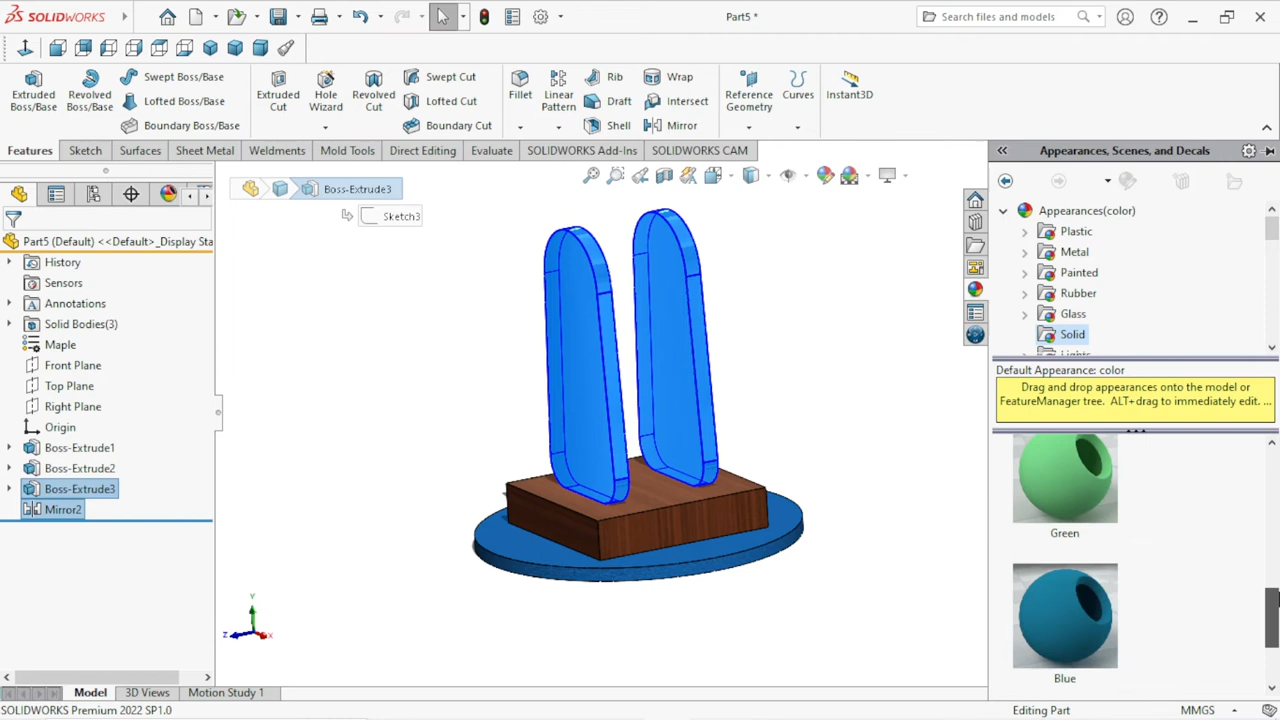 SOLIDWORKS
Part5 *
Search files and models
Extruded Boss/Base
Revolved Boss/Base
Swept Boss/Base
Lofted Boss/Base
Boundary Boss/Base
Extruded Cut
Hole Wizard
Revolved Cut
Swept Cut
Lofted Cut
Boundary Cut
Fillet
Linear Pattern
Rib
Draft
Shell
Wrap
Intersect
Mirror
Reference Geometry
Curves
Instant3D
Features
Sketch
Surfaces
Sheet Metal
Weldments
Mold Tools
Direct Editing
Evaluate
SOLIDWORKS Add-Ins
SOLIDWORKS CAM
Part5 (Default) <<Default>_Display Sta
History
Sensors
Annotations
Solid Bodies(3)
Maple
Front Plane
Top Plane
Right Plane
Origin
Boss-Extrude1
Boss-Extrude2
Boss-Extrude3
Mirror2
Boss-Extrude3
Sketch3
Y
Z
X
Appearances, Scenes, and Decals
Appearances(color)
Plastic
Metal
Painted
Rubber
Glass
Solid
Lights
Default Appearance: color
Drag and drop appearances onto the model or
FeatureManager tree. ALT+drag to immediately edit. ...
Green
Blue
Model
3D Views
Motion Study 1
SOLIDWORKS Premium 2022 SP1.0
Editing Part
MMGS